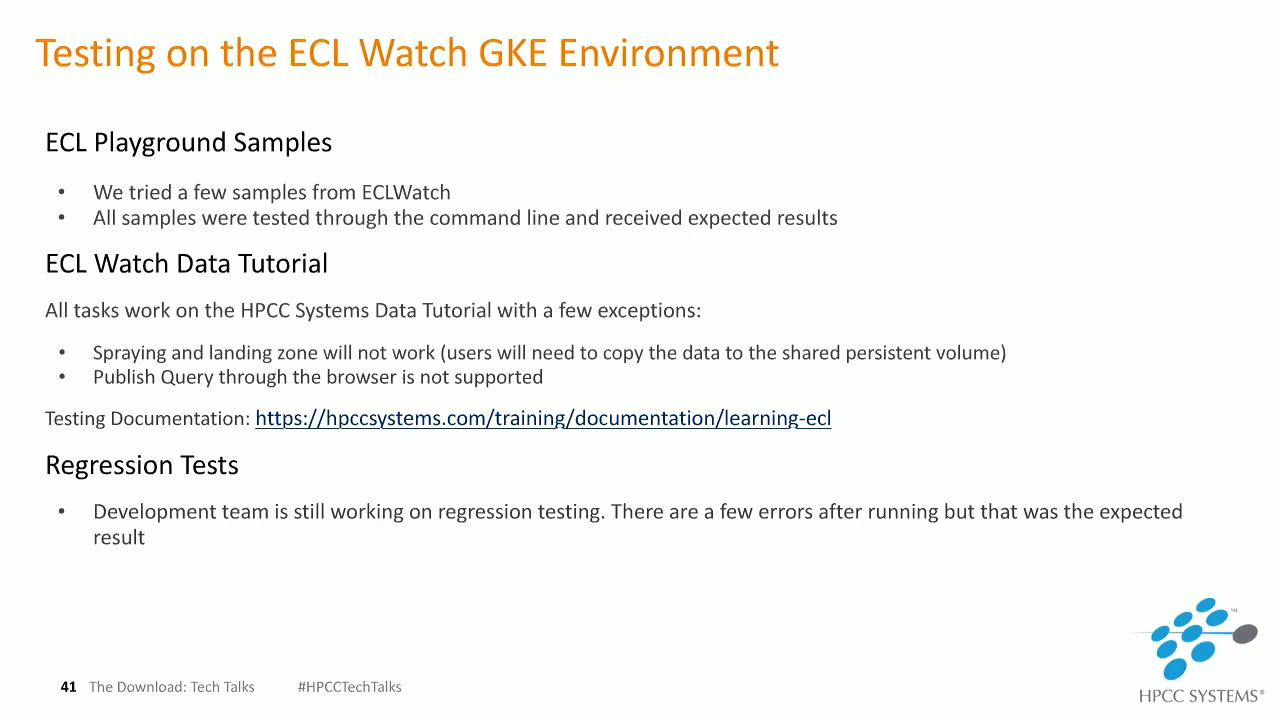 Testing on the ECL Watch GKE Environment
ECL Playground Samples
• We tried a few samples from ECLWatch
• All samples were tested through the command line and received expected results
ECL Watch Data Tutorial
All tasks work on the HPCC Systems Data Tutorial with a few exceptions:
• Spraying and landing zone will not work (users will need to copy the data to the shared persistent volume)
• Publish Query through the browser is not supported
Testing Documentation: https://hpccsystems.com/training/documentation/learning-ecl
Regression Tests
• Development team is still working on regression testing. There are a few errors after running but that was the expected
result
™
HPCC SYSTEMS®
41 The Download: Tech Talks #HPCCTechTalks